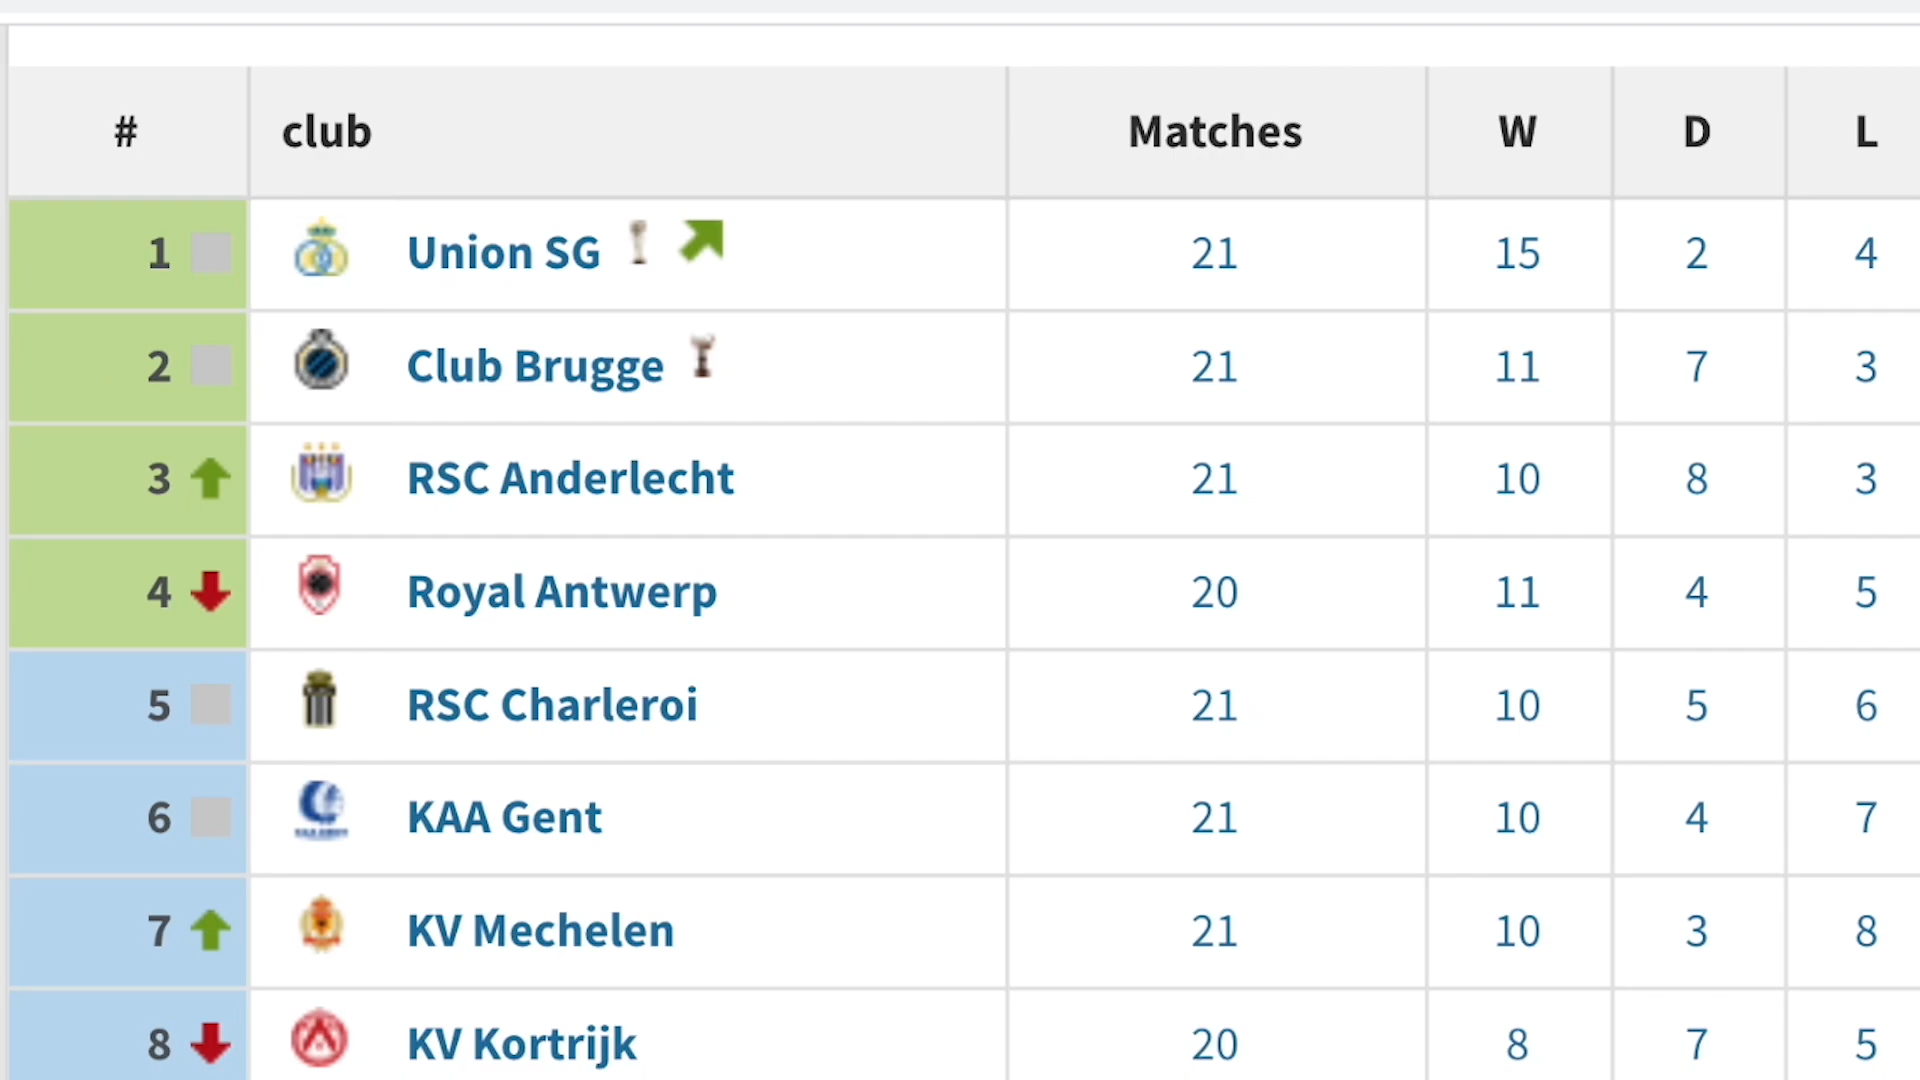 # club Matches W D L
1 Union SG 21 15 2 4
2 Club Brugge 21 11 7 3
3 RSC Anderlecht 21 10 8 3
4 Royal Antwerp 20 11 4 5
5 RSC Charleroi 21 10 5 6
6 KAA Gent 21 10 4 7
7 KV Mechelen 21 10 3 8
8 KV Kortrijk 20 8 7 5